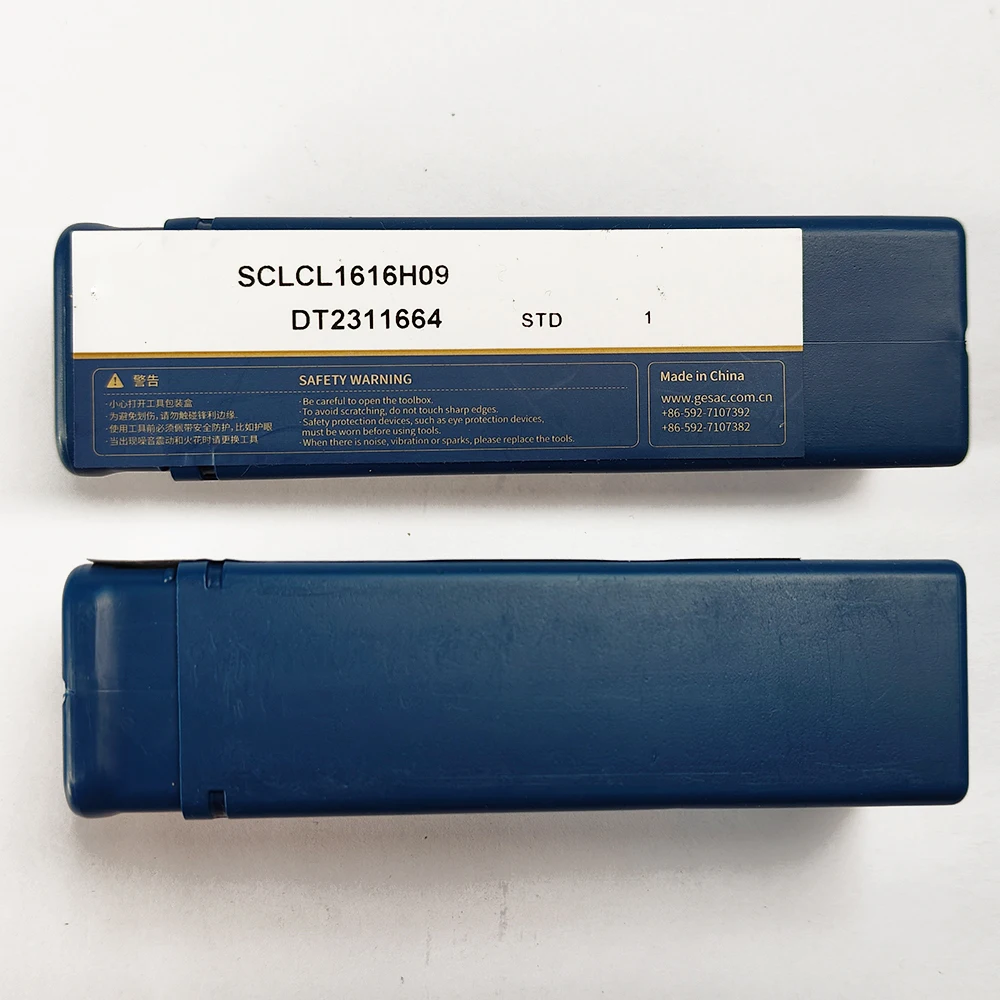 SCLCL1616H09
DT2311664 STD 1
警告
·小心打开工具包装盒
·为避免划伤, 请勿触碰锋利边缘.
·使用工具前必须佩带安全防护, 比如护眼
·当出现噪音震动和火花时请更换工具
SAFETY WARNING
·Be careful to open the toolbox.
·To avoid scratching, do not touch sharp edges.
·Safety protection devices, such as eye protection devices,
must be worn before using tools.
·When there is noise, vibration or sparks, please replace the tools.
Made in China
www.gesac.com.cn
+86-592-7107392
+86-592-7107382